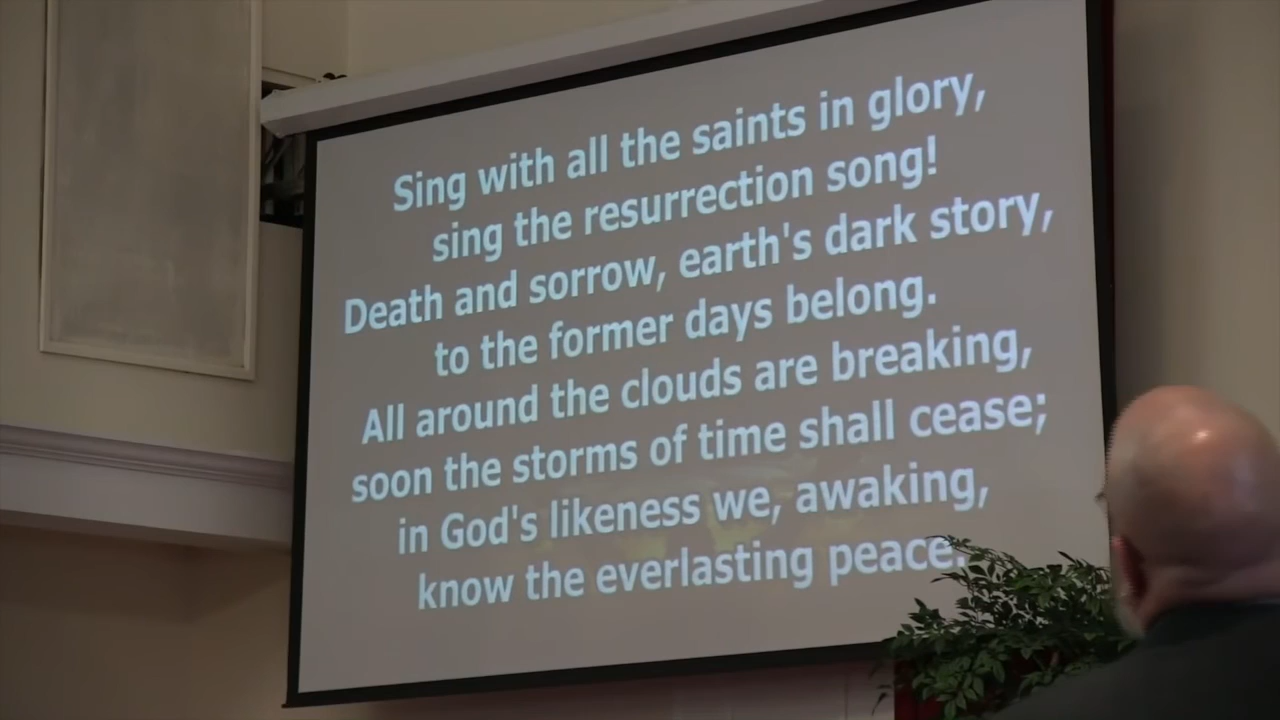 Sing with all the saints in glory,
sing the resurrection song!
Death and sorrow, earth's dark story,
to the former days belong.
All around the clouds are breaking,
soon the storms of time shall cease;
in God's likeness we, awaking,
know the everlasting peace.